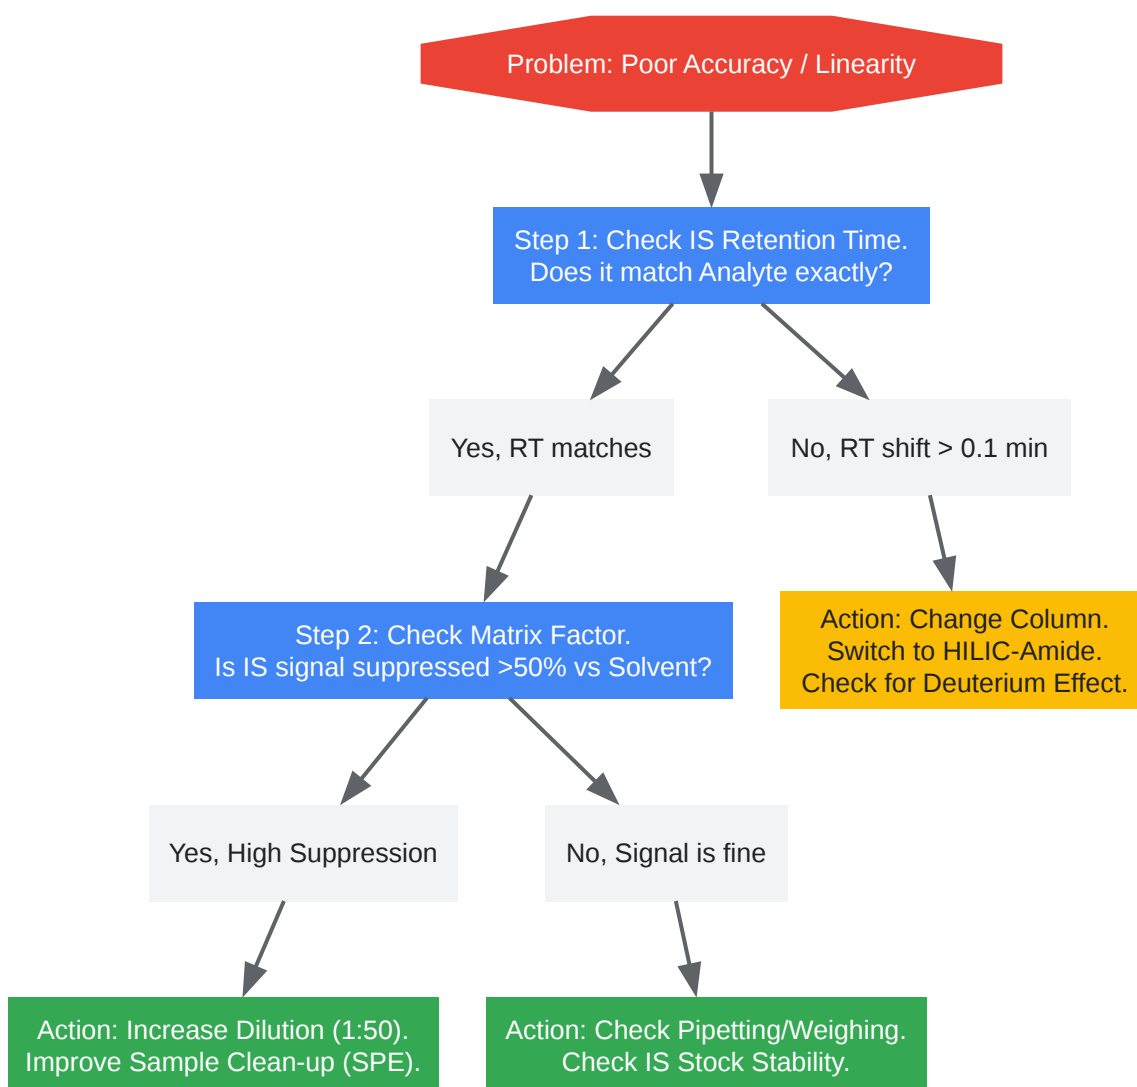 Problem: Poor Accuracy / Linearity
Step 1: Check IS Retention Time.
Does it match Analyte exactly?
Yes, RT matches
No, RT shift > 0.1 min
Action: Change Column.
Switch to HILIC-Amide.
Check for Deuterium Effect.
Step 2: Check Matrix Factor.
Is IS signal suppressed >50% vs Solvent?
Yes, High Suppression
No, Signal is fine
Action: Increase Dilution (1:50).
Improve Sample Clean-up (SPE).
Action: Check Pipetting/Weighing.
Check IS Stock Stability.